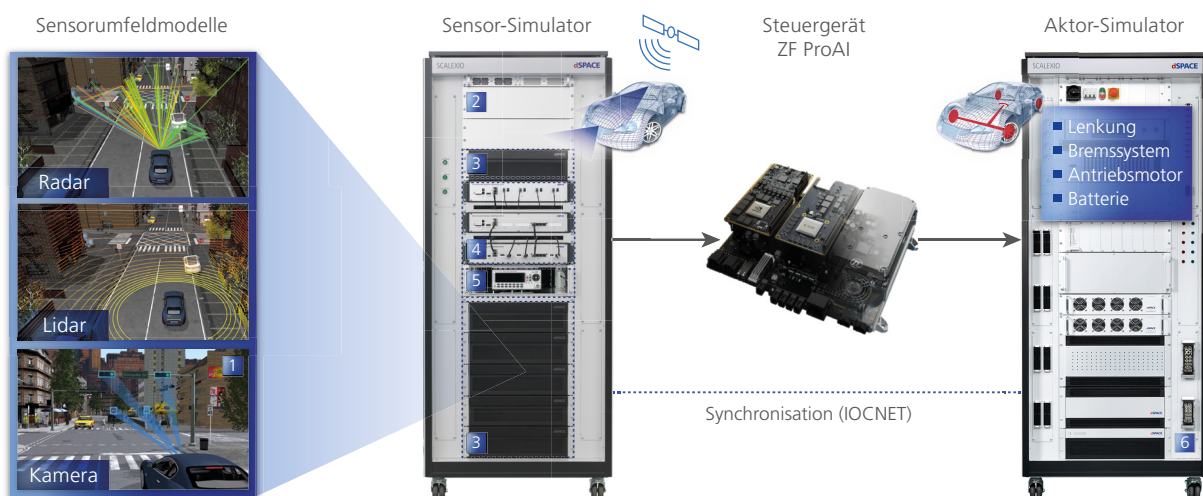 Sensorumfeldmodelle
Radar
Lidar
1
Kamera
Sensor-Simulator
SCALEXIO
dSPACE
2
3
4
5
3
Steuergerät
ZF ProAI
Synchronisation (IOCNET)
Aktor-Simulator
SCALEXIO
dSPACE
Lenkung
Bremssystem
Antriebsmotor
Batterie
6